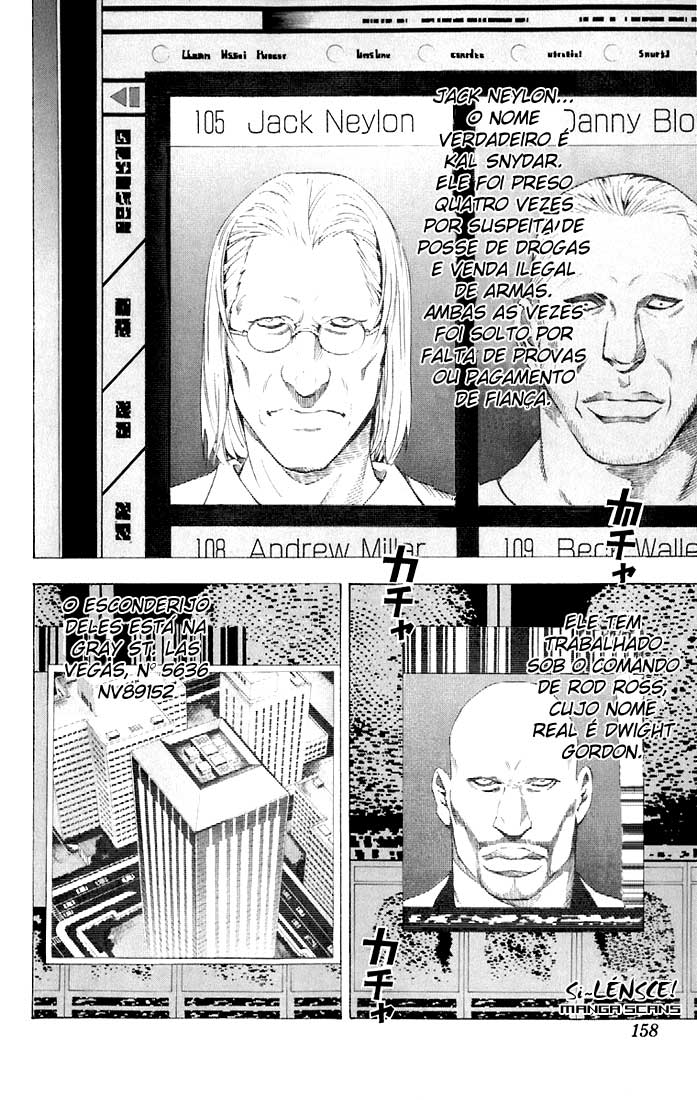 105 Jack Neylon
Danny Blo
JACK NEYLON...
O NOME
VERDADEIRO É
KAL SNYDAR.
ELE FOI PRESO
QUATRO VEZES
POR SUSPEITA DE
POSSE DE DROGAS
E VENDA ILEGAL
DE ARMAS.
AMBAS AS VEZES
FOI SOLTO POR
FALTA DE PROVAS
OU PAGAMENTO
DE FIANÇA.
108 Andrew Millar
109
Walle
カチャ
カチャ
ELE TEM
TRABALHADO
SOB O COMANDO
DE ROD ROSS,
CUJO NOME
REAL É DWIGHT
GORDON.
O ESCONDERIJO
DELES ESTÁ NA
GRAY ST. LAS
VEGAS, Nº 5636
NV89152.
カチャ
Si-LÉNSCE!
MANGA SCANS
158